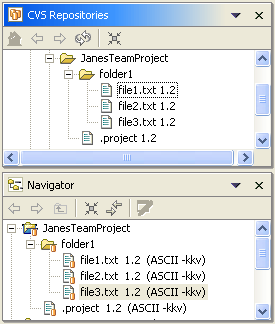 CVS Repositories
JanesTeamProject
folder1
file1.txt 1.2
file2.txt 1.2
file3.txt 1.2
.project 1.2
Navigator
JanesTeamProject
folder1
file1.txt 1.2 (ASCII -kkv)
file2.txt 1.2 (ASCII -kkv)
file3.txt 1.2 (ASCII -kkv)
.project 1.2 (ASCII -kkv)